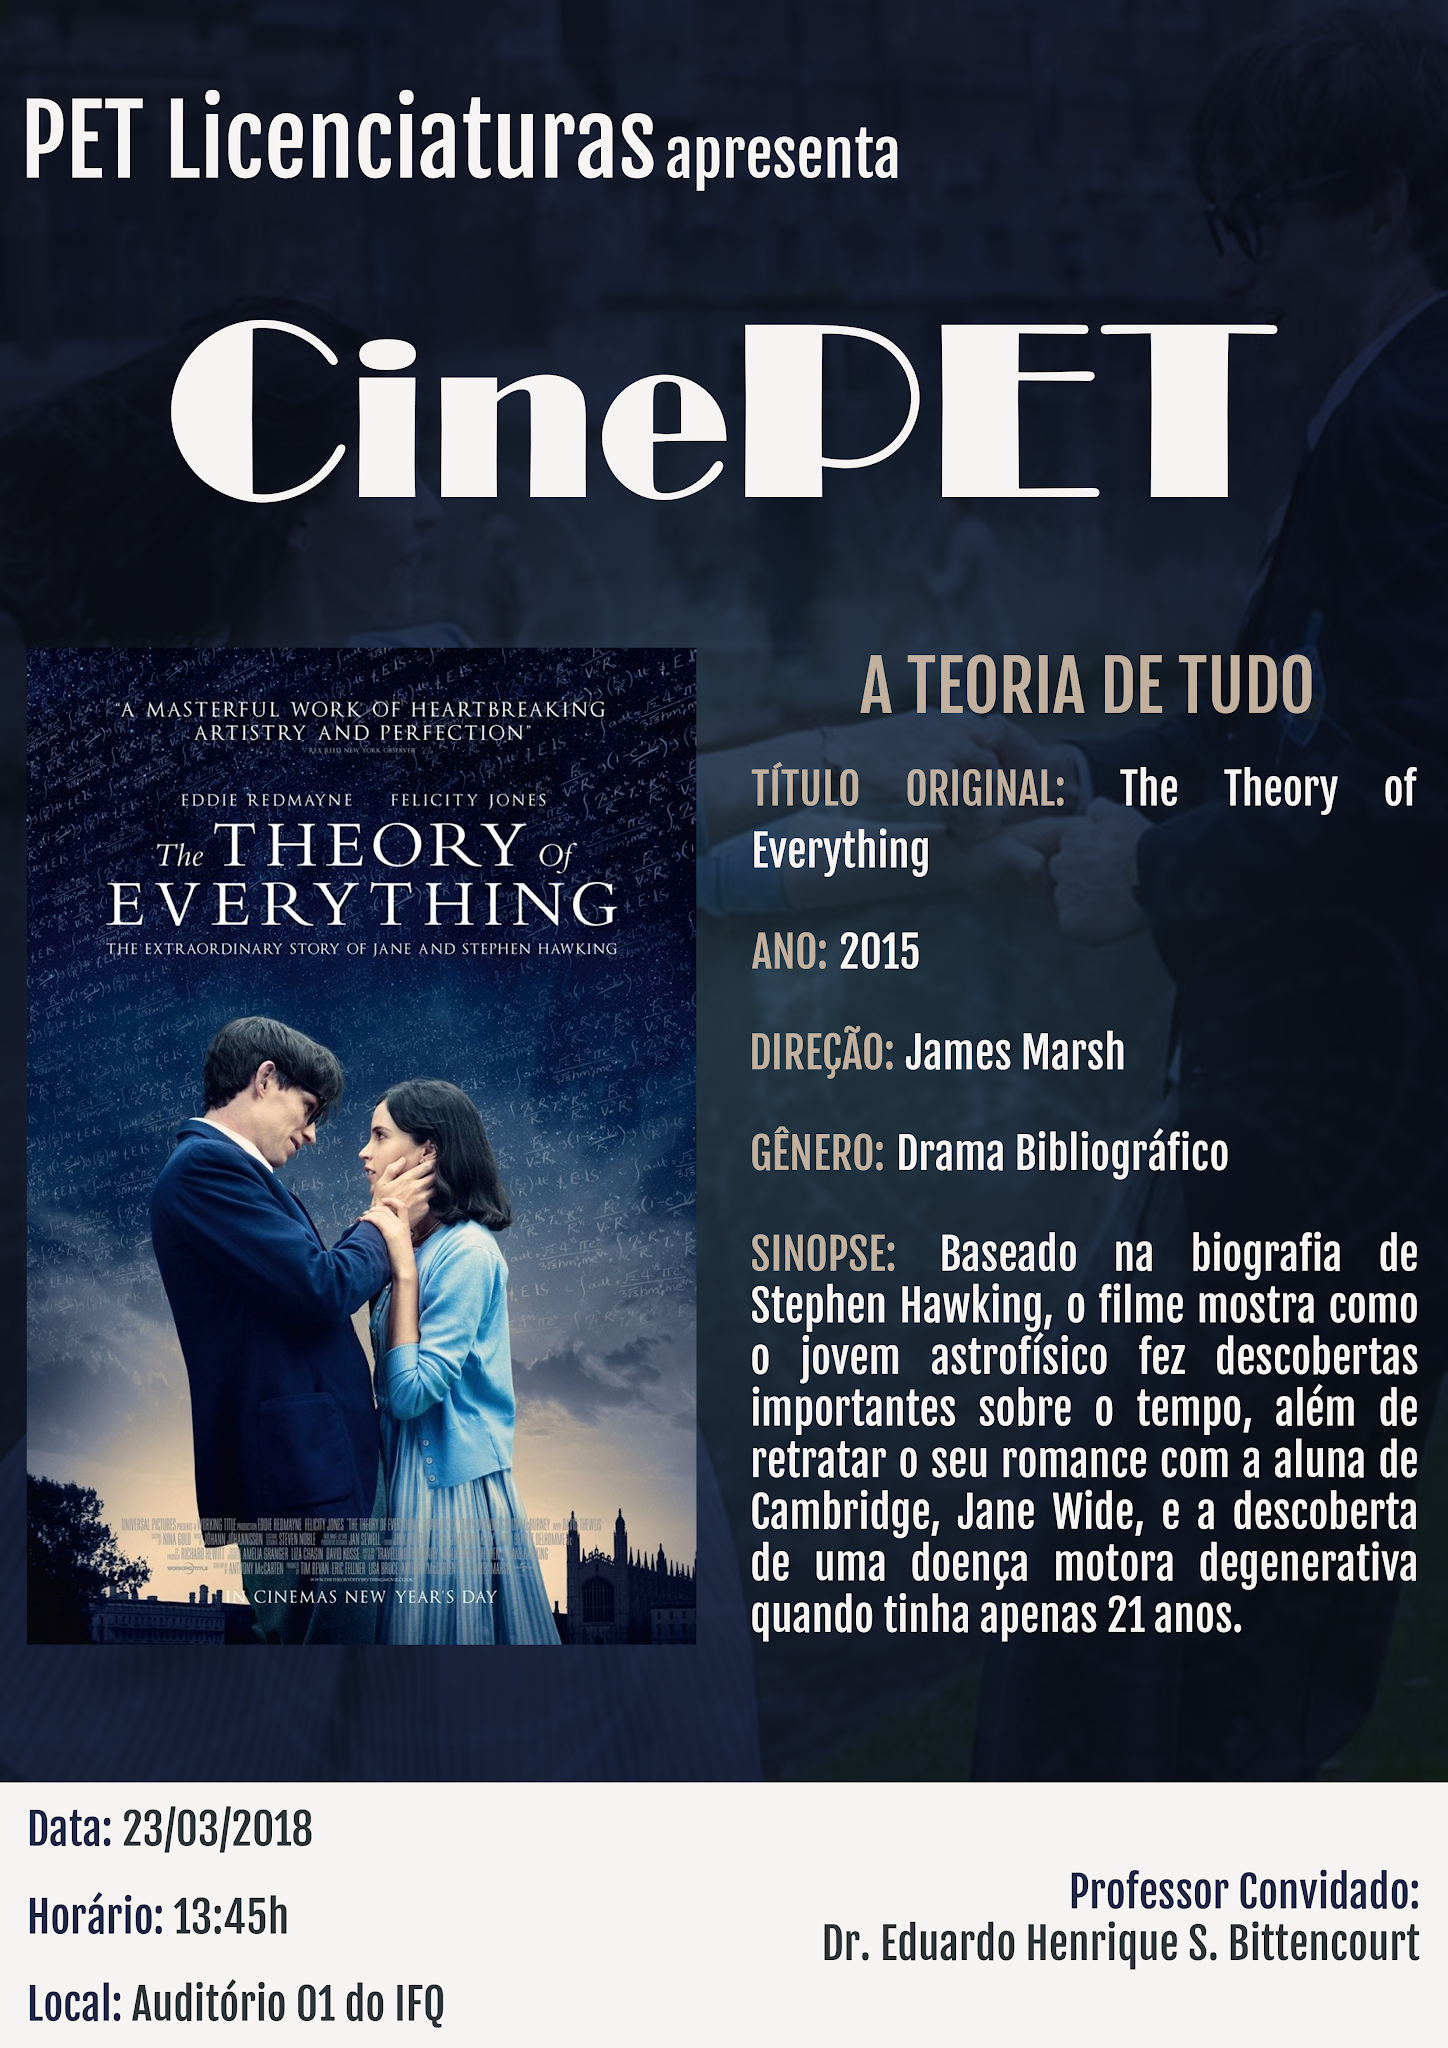 PET Licenciaturas apresenta
CinePET
"A MASTERFUL WORK OF HEARTBREAKING
ARTISTRY AND PERFECTION"
REX REED NEW YORK OBSERVER
EDDIE REDMAYNE FELICITY JONES
The THEORY Of
EVERYTHING
THE EXTRAORDINARY STORY OF JANE AND STEPHEN HAWKING
IN CINEMAS NEW YEAR'S DAY
A TEORIA DE TUDO
TÍTULO ORIGINAL: The Theory of
Everything
ANO: 2015
DIREÇÃO: James Marsh
GÊNERO: Drama Bibliográfico
SINOPSE: Baseado na biografia de
Stephen Hawking, o filme mostra como
o jovem astrofísico fez descobertas
importantes sobre o tempo, além de
retratar o seu romance com a aluna de
Cambridge, Jane Wide, e a descoberta
de uma doença motora degenerativa
quando tinha apenas 21 anos.
Data: 23/03/2018
Horário: 13:45h
Local: Auditório 01 do IFQ
Professor Convidado:
Dr. Eduardo Henrique S. Bittencourt